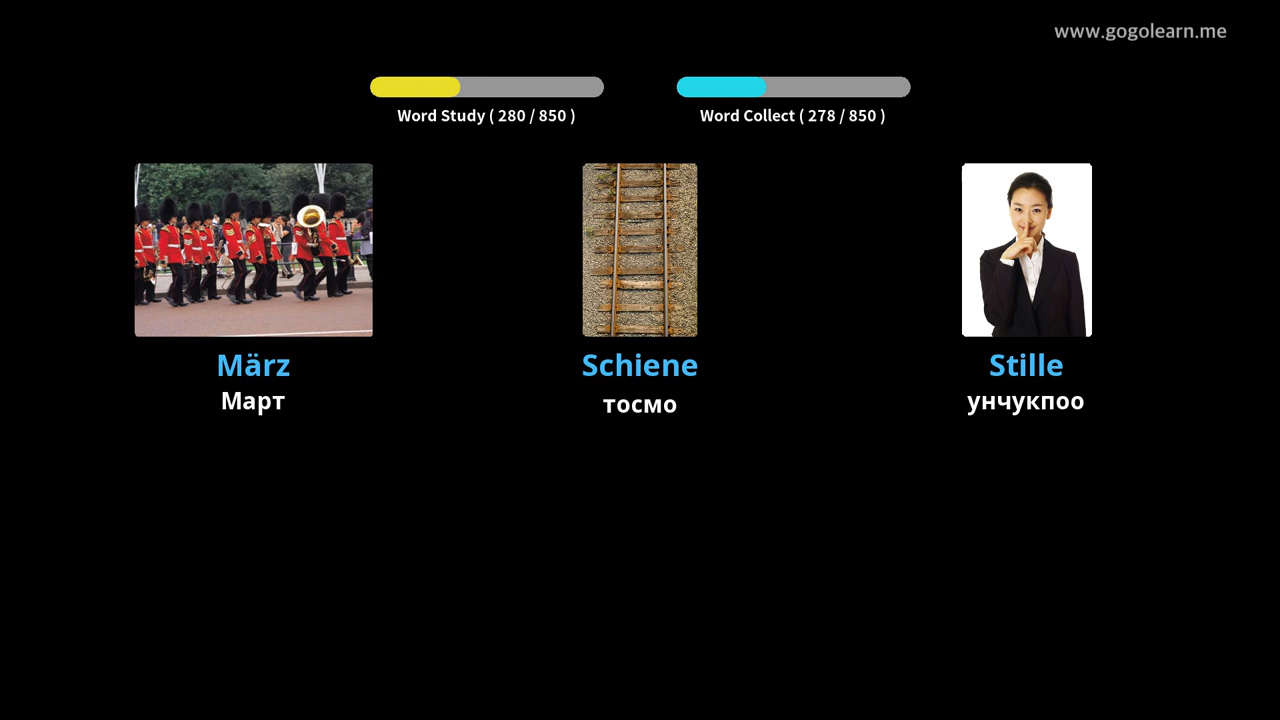 www.gogolearn.me
Word Study ( 280 / 850 )
Word Collect ( 278 / 850 )
März
Март
Schiene
тосмо
Stille
унчукпоо